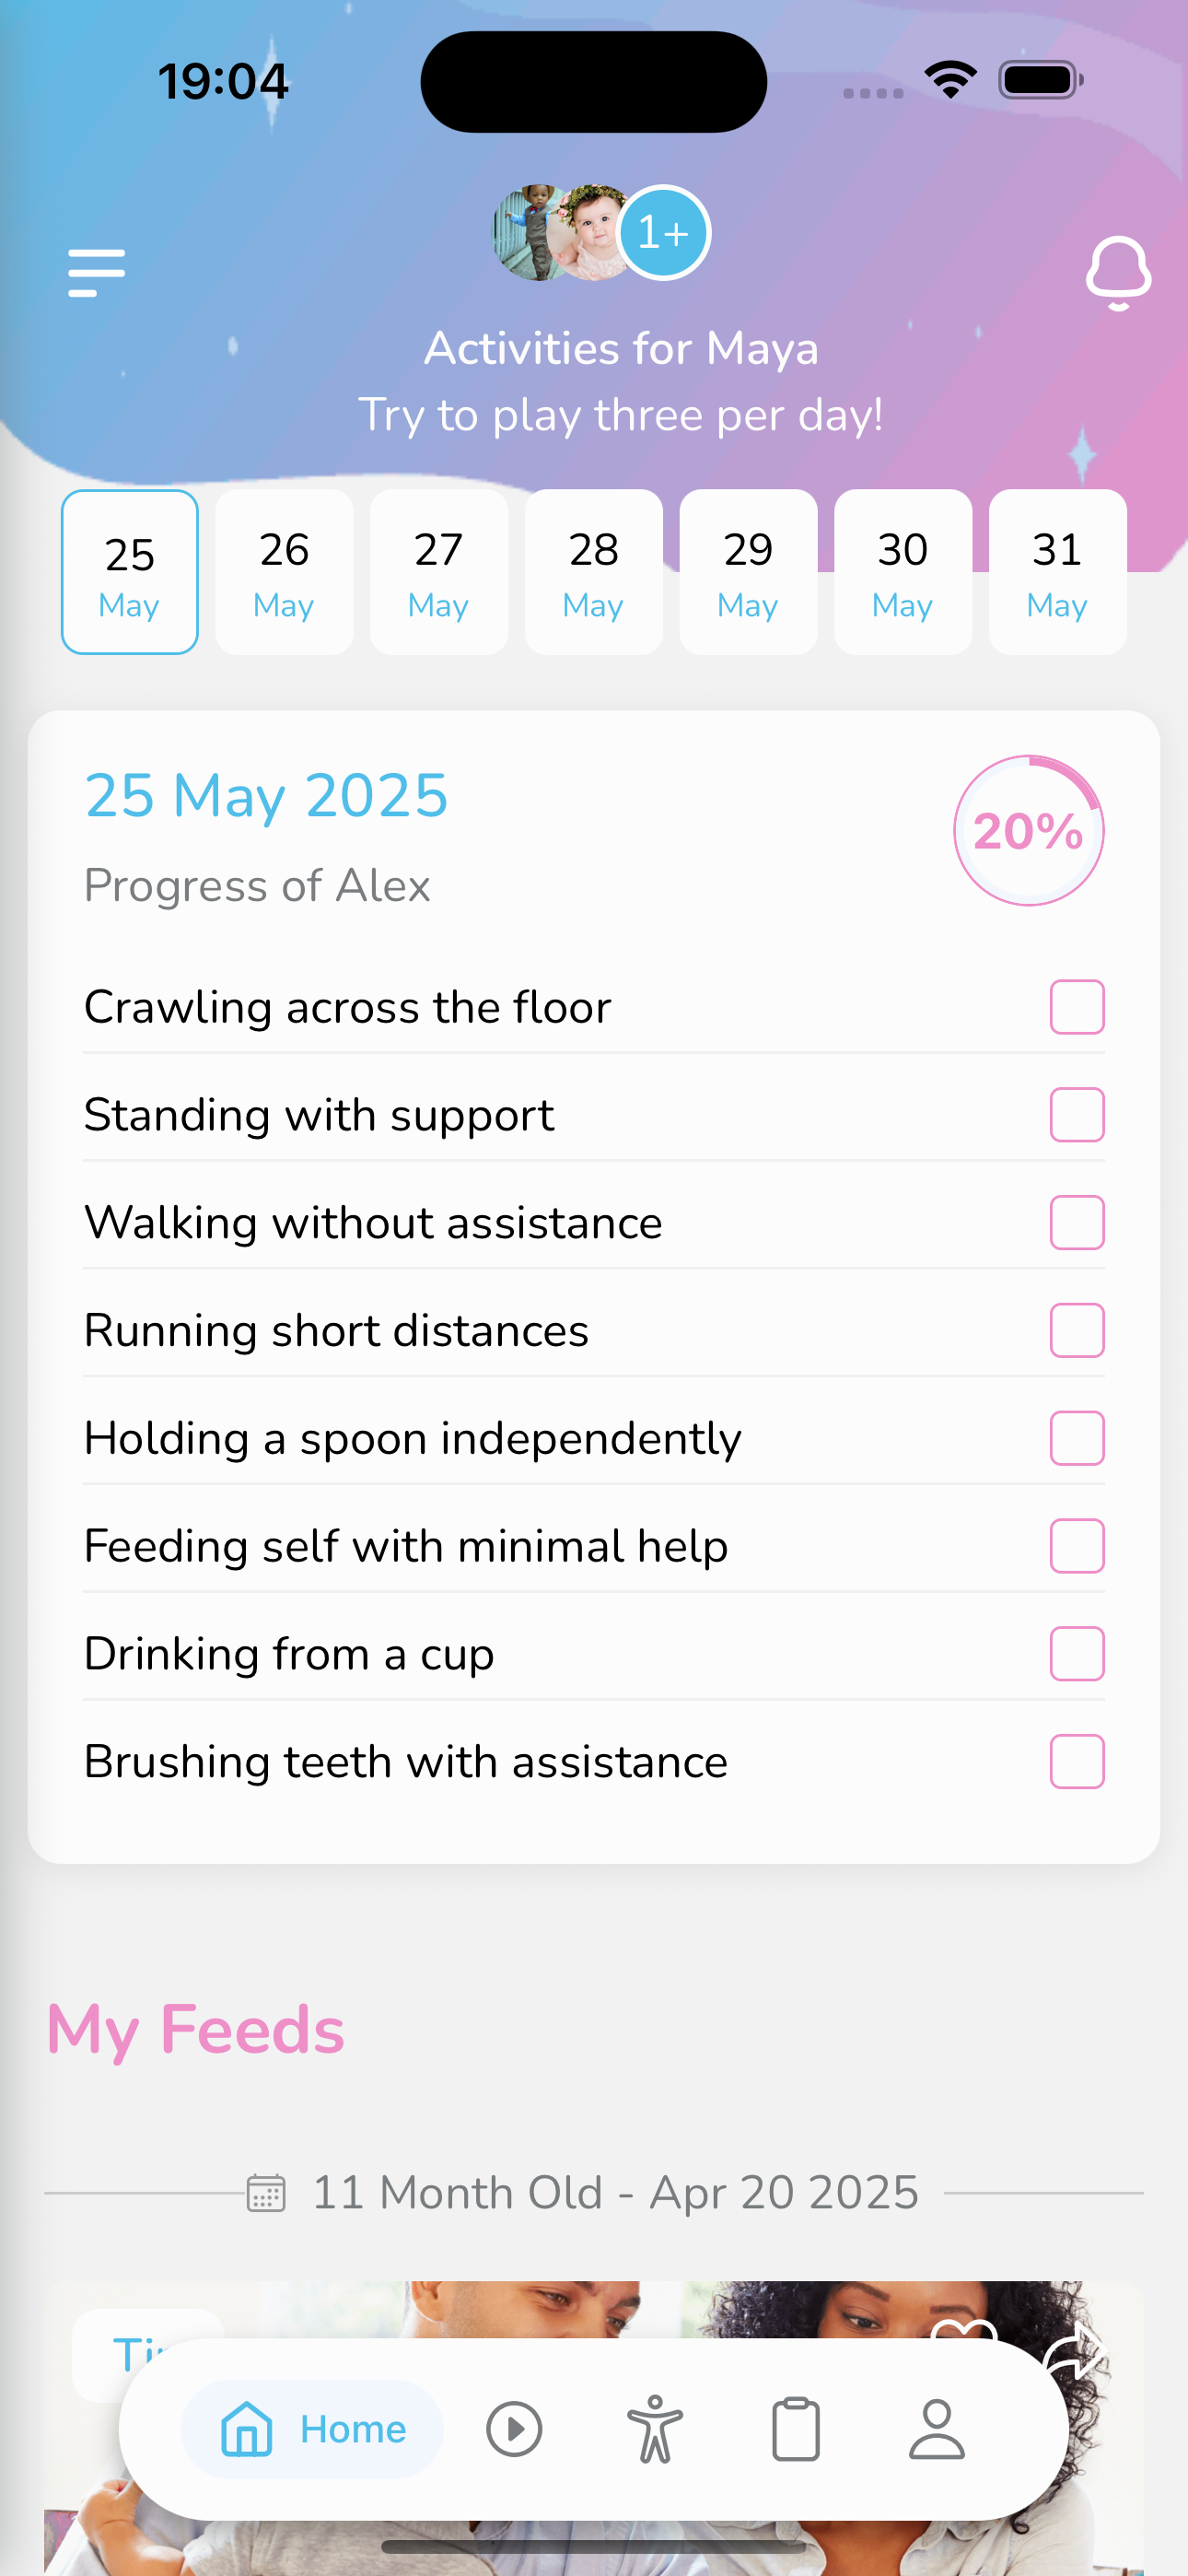 19:04
1+
Activities for Maya
Try to play three per day!
25 26 27 28 29 30 31
May May May May May May May
25 May 2025
20%
Progress of Alex
Crawling across the floor
Standing with support
Walking without assistance
Running short distances
Holding a spoon independently
Feeding self with minimal help
Drinking from a cup
Brushing teeth with assistance
My Feeds
11 Month Old - Apr 20 2025
Home